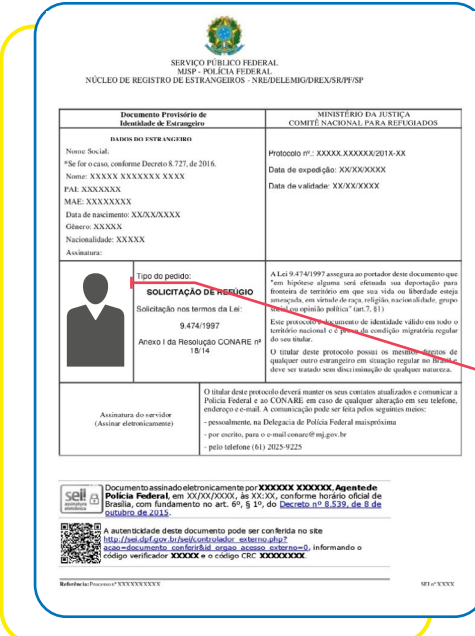 SERVIÇO PÚBLICO FEDERAL
MJSP - POLÍCIA FEDERAL
NÚCLEO DE REGISTRO DE ESTRANGEIROS - NRE/DELEMIG/DREX/SR/PF/SP
Documento Provisório de
Identidade de Estrangeiro
MINISTÉRIO DA JUSTIÇA
COMITÊ NACIONAL PARA REFUGIADOS
DADOS DO ESTRANGEIRO
Nome Social:
*Se for o caso, conforme Decreto 8.727, de 2016.
Nome: XXXXX XXXXXXX XXXX
PAI: XXXXXXX
MAE: XXXXXXXX
Data de nascimento: XX/XX/XXXX
Gênero: XXXXX
Nacionalidade: XXXXX
Assinatura:
Protocolo nº.: XXXXX.XXXXXX/201X-XX
Data de expedição: XX/XX/XXXX
Data de validade: XX/XX/XXXX
Tipo do pedido:
SOLICITAÇÃO DE REFÚGIO
Solicitação nos termos da Lei:
9.474/1997
Anexo I da Resolução CONARE nº
18/14
A Lei 9.474/1997 assegura ao portador deste documento que
"em hipótese alguma será efetuada sua deportação para
fronteira de território em que sua vida ou liberdade esteja
ameaçada, em virtude de raça, religião, nacionalidade, grupo
social ou opinião política" (art.7, §1)
Este protocolo é documento de identidade válido em todo o
território nacional e é prova da condição migratória regular
do seu titular.
O titular deste protocolo possui os mesmos direitos de
qualquer outro estrangeiro em situação regular no Brasil e
deve ser tratado sem discriminação de qualquer natureza.
Assinatura do servidor
(Assinar eletronicamente)
O titular deste protocolo deverá manter os seus contatos atualizados e comunicar a
Polícia Federal e ao CONARE em caso de qualquer alteração em seu telefone,
endereço e e-mail. A comunicação pode ser feita pelos seguintes meios:
- pessoalmente, na Delegacia de Polícia Federal maispróxima
- por escrito, para o e-mail conare@mj.gov.br
- pelo telefone (61) 2025-9225
sei!
assinatura
eletrônica
Documento assinado eletronicamente por XXXXXX XXXXXX, Agente de
Polícia Federal, em XX/XX/XXXX, às XX:XX, conforme horário oficial de
Brasília, com fundamento no art. 6º, § 1º, do Decreto nº 8.539, de 8 de
outubro de 2015.
A autenticidade deste documento pode ser conferida no site
http://sei.dpf.gov.br/sei/controlador_externo.php?
acao=documento_conferir&id_orgao_acesso_externo=0, informando o
código verificador XXXXX e o código CRC XXXXXXXX.
Referência: Processo nº XXXXXXXXXX
SEI nº XXXX